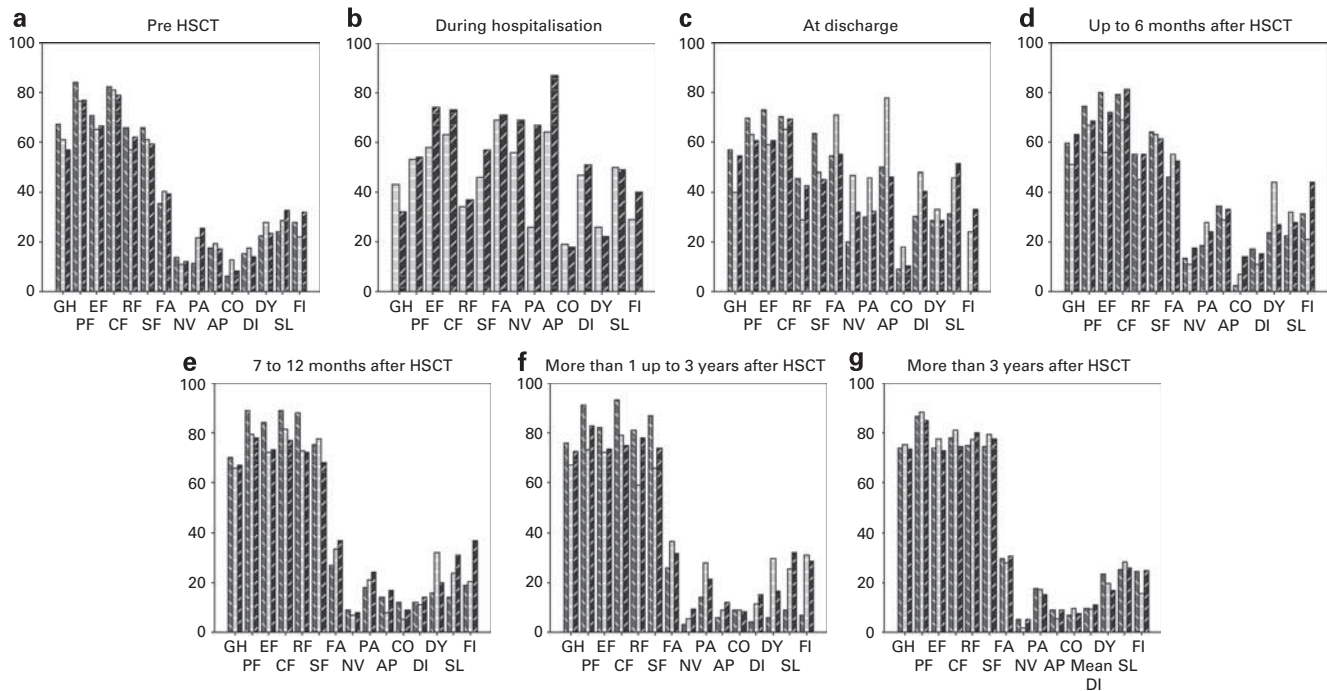 a Pre HSCT
100
80
60
40
20
0
GH EF RF FA PA CO DY FI
PF CF SF NV AP DI SL
b During hospitalisation
100
80
60
40
20
0
GH EF RF FA PA CO DY FI
PF CF SF NV AP DI SL
c At discharge
100
80
60
40
20
0
GH EF RF FA PA CO DY FI
PF CF SF NV AP DI SL
d Up to 6 months after HSCT
100
80
60
40
20
0
GH EF RF FA PA CO DY FI
PF CF SF NV AP DI SL
e 7 to 12 months after HSCT
100
80
60
40
20
0
GH EF RF FA PA CO DY FI
PF CF SF NV AP DI SL
f More than 1 up to 3 years after HSCT
100
80
60
40
20
0
GH EF RF FA PA CO DY FI
PF CF SF NV AP DI SL
g More than 3 years after HSCT
100
80
60
40
20
0
GH EF RF FA PA CO DY FI
PF CF SF NV AP Mean SL
DI